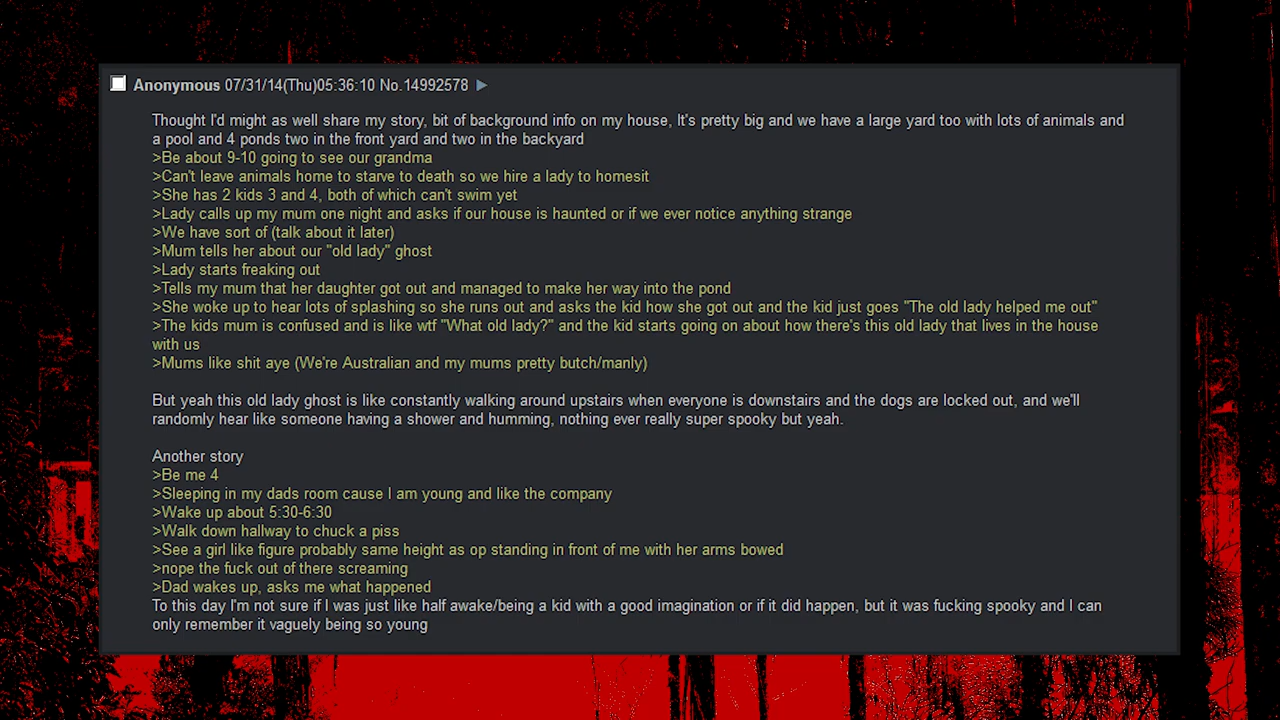 Anonymous 07/31/14(Thu)05:36:10 No.14992578 ▶
Thought I'd might as well share my story, bit of background info on my house, It's pretty big and we have a large yard too with lots of animals and
a pool and 4 ponds two in the front yard and two in the backyard
>Be about 9-10 going to see our grandma
>Can't leave animals home to starve to death so we hire a lady to homesit
>She has 2 kids 3 and 4, both of which can't swim yet
>Lady calls up my mum one night and asks if our house is haunted or if we ever notice anything strange
>We have sort of (talk about it later)
>Mum tells her about our "old lady" ghost
>Lady starts freaking out
>Tells my mum that her daughter got out and managed to make her way into the pond
>She woke up to hear lots of splashing so she runs out and asks the kid how she got out and the kid just goes "The old lady helped me out"
>The kids mum is confused and is like wtf "What old lady?" and the kid starts going on about how there's this old lady that lives in the house
with us
>Mums like shit aye (We're Australian and my mums pretty butch/manly)
But yeah this old lady ghost is like constantly walking around upstairs when everyone is downstairs and the dogs are locked out, and we'll
randomly hear like someone having a shower and humming, nothing ever really super spooky but yeah.
Another story
>Be me 4
>Sleeping in my dads room cause I am young and like the company
>Wake up about 5:30-6:30
>Walk down hallway to chuck a piss
>See a girl like figure probably same height as op standing in front of me with her arms bowed
>nope the fuck out of there screaming
>Dad wakes up, asks me what happened
To this day I'm not sure if I was just like half awake/being a kid with a good imagination or if it did happen, but it was fucking spooky and I can
only remember it vaguely being so young